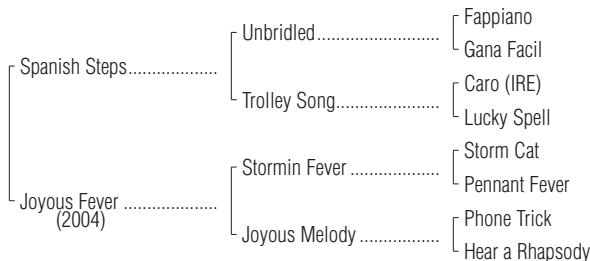 Fappiano
Unbridled
Gana Facil
Spanish Steps
Caro (IRE)
Trolley Song
Lucky Spell
Storm Cat
Stormin Fever
Pennant Fever
Joyous Fever
(2004)
Phone Trick
Joyous Melody
Hear a Rhapsody